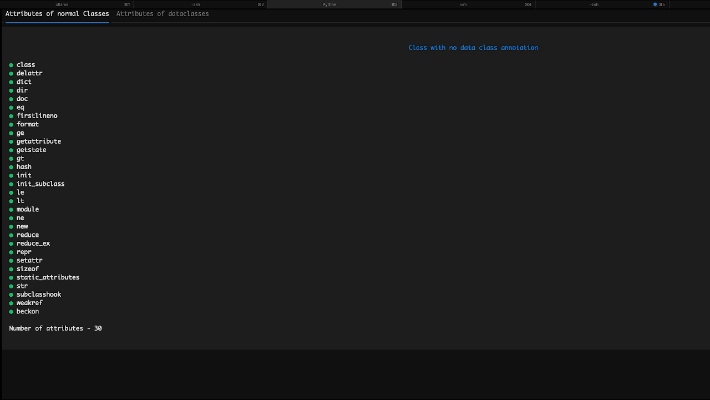 Python
Attributes of normal Classes Attributes of dataclasses
Class with no data class annotation
class
delattr
dict
dir
doc
eq
firstlineno
format
ge
getattribute
getstate
gt
hash
init
init_subclass
le
lt
module
ne
new
reduce
reduce_ex
repr
setattr
sizeof
static_attributes
str
subclasshook
weakref
beckon
Number of attributes - 30